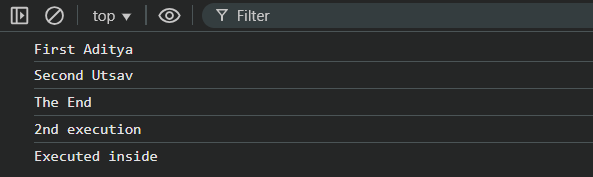 top ▼ Filter
First Aditya
Second Utsav
The End
2nd execution
Executed inside